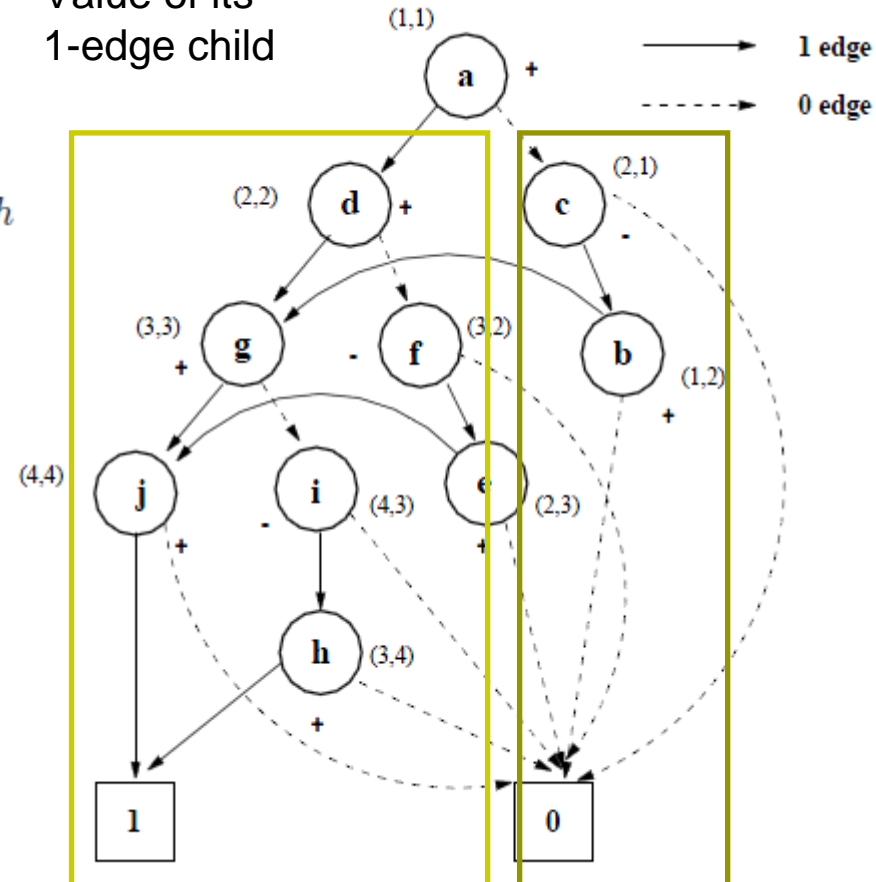 value of its
1-edge child
(1,1)
a +
1 edge
0 edge
(2,2) d +
c (2,1)
-
h
(3,3) g
+
- f (3,2)
b (1,2)
+
(4,4) j
+
i (4,3)
-
e (2,3)
+
h (3,4)
+
1
0